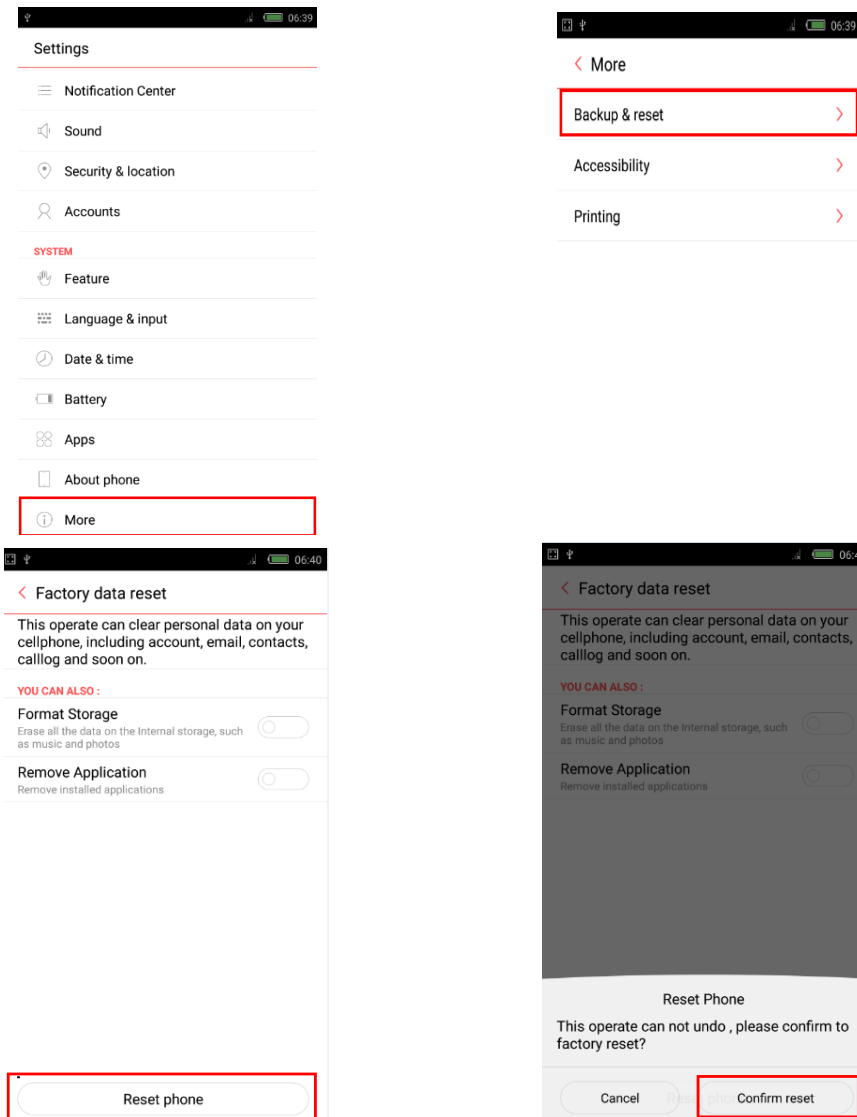 06:39
Settings
Notification Center
Sound
Security & location
Accounts
SYSTEM
Feature
Language & input
Date & time
Battery
Apps
About phone
More
06:39
More
Backup & reset
Accessibility
Printing
06:40
Factory data reset
This operate can clear personal data on your
cellphone, including account, email, contacts,
calllog and soon on.
YOU CAN ALSO :
Format Storage
Erase all the data on the Internal storage, such
as music and photos
Remove Application
Remove installed applications
Reset phone
Factory data reset
This operate can clear personal data on your
cellphone, including account, email, contacts,
calllog and soon on.
YOU CAN ALSO :
Format Storage
Erase all the data on the Internal storage, such
as music and photos
Remove Application
Remove installed applications
Reset Phone
This operate can not undo , please confirm to
factory reset?
Cancel
Confirm reset